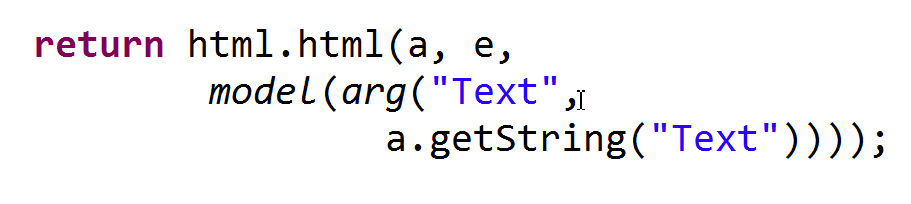 return html.html(a, e,
model(arg("Text",
a.getString("Text"))));